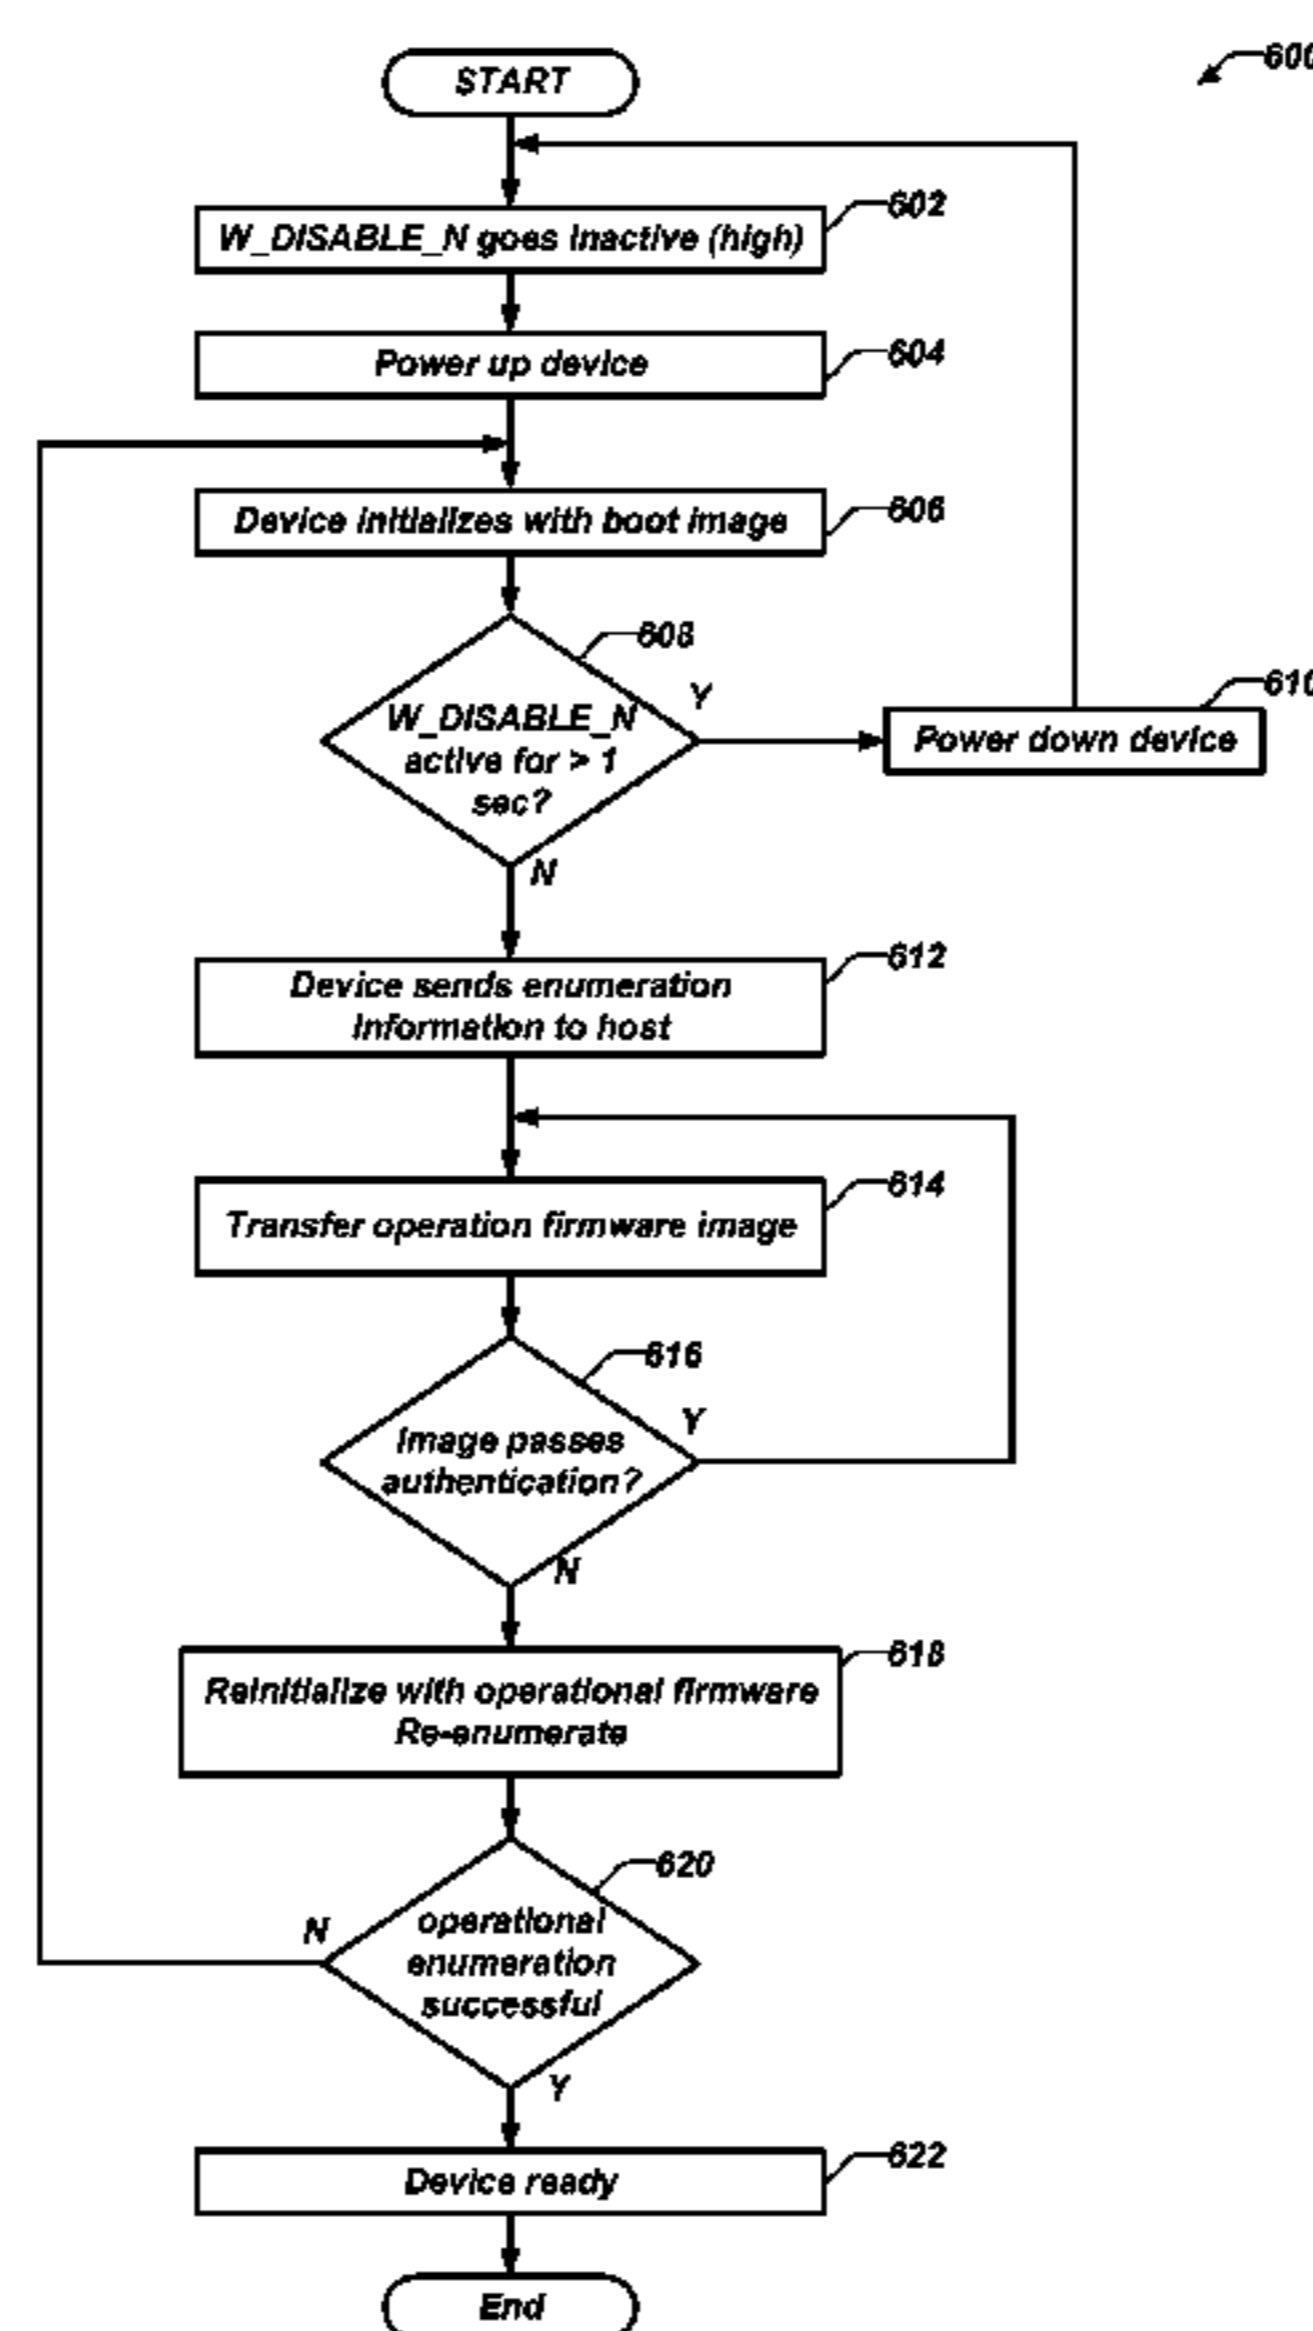 START
600
W_DISABLE_N goes inactive (high)
602
Power up device
604
Device initializes with boot image
606
608
W_DISABLE_N
active for > 1
sec?
Y
N
Power down device
610
Device sends enumeration
information to host
612
Transfer operation firmware image
614
616
Image passes
authentication?
Y
N
Reinitialize with operational firmware
Re-enumerate
618
620
operational
enumeration
successful
N
Y
Device ready
622
End